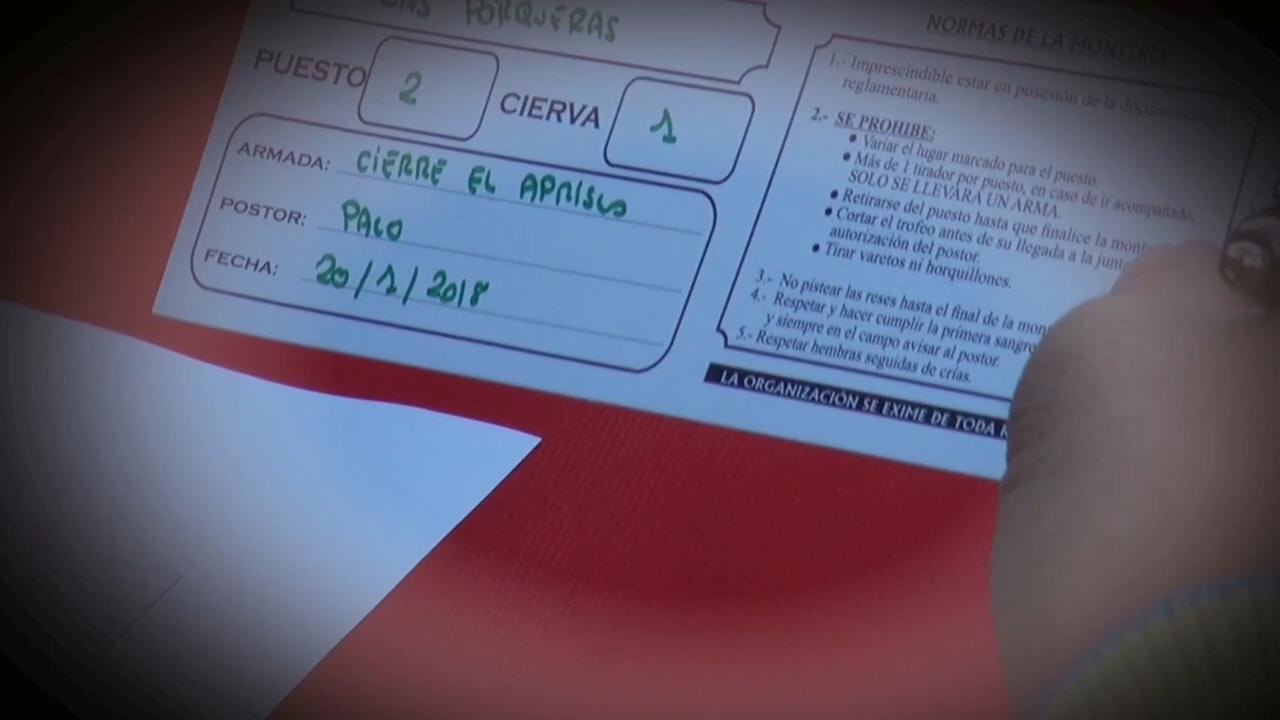 PORQUERAS
PUESTO 2 CIERVA 1
ARMADA: CIERRE EL APRISCO
POSTOR: PACO
FECHA: 20/1/2018
NORMAS DE LA MONTERÍA
1.- Imprescindible estar en posesión de la documentación
reglamentaria.
2.- SE PROHIBE:
● Variar el lugar marcado para el puesto.
● Más de 1 tirador por puesto, en caso de ir acompañado,
SOLO SE LLEVARÁ UN ARMA.
● Retirarse del puesto hasta que finalice la mont
● Cortar el trofeo antes de su llegada a la junta
autorización del postor.
● Tirar varetos ni horquillones.
3.- No pistear las reses hasta el final de la mon
4.- Respetar y hacer cumplir la primera sangre
y siempre en el campo avisar al postor.
5.- Respetar hembras seguidas de crías.
LA ORGANIZACIÓN SE EXIME DE TODA